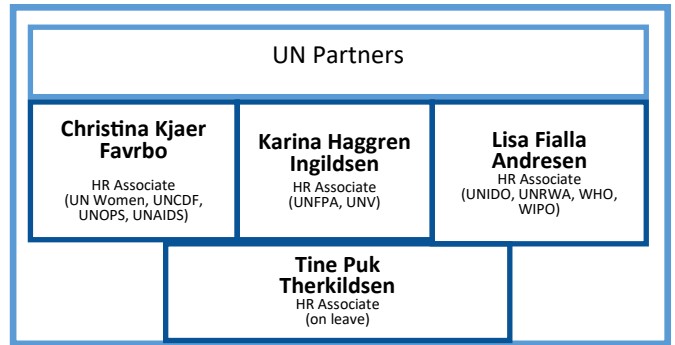 UN Partners
Christina Kjaer
Favrbo
HR Associate
(UN Women, UNCDF,
UNOPS, UNAIDS)
Karina Haggren
Ingildsen
HR Associate
(UNFPA, UNV)
Lisa Fialla
Andresen
HR Associate
(UNIDO, UNRWA, WHO,
WIPO)
Tine Puk
Therkildsen
HR Associate
(on leave)